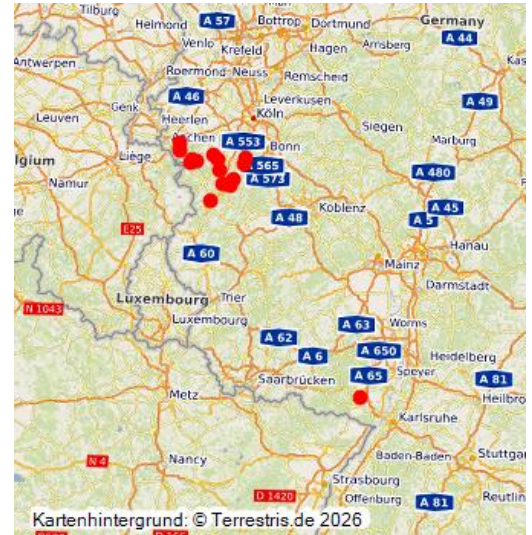 Tilburg
Helmond
A 57
Bottrop
Dortmund
Germany
Venlo
Krefeld
Hagen
Arnsberg
A 44
Antwerpen
Roermond
Neuss
Remscheid
Kas
Genk
A 46
Leverkusen
A 49
Leuven
Heerlen
Köln
Siegen
Aachen
A 553
Marburg
Bonn
lgium
Liège
A 565
A 480
Namur
A 573
Koblenz
A 45
A 48
A 5
Hanau
E25
A 60
Mainz
Luxembourg
Trier
Darmstadt
N 1043
Luxembourg
A 62
A 63
Worms
A 6
A 650
Heidelberg
Saarbrücken
A 65
Speyer
A 81
Metz
Heilbro
Karlsruhe
Baden-Baden
Stuttgar
N 4
Nancy
Strasbourg
D 1420
Offenburg
A 81
Reutlin
Kartenhintergrund: © Terrestris.de 2026